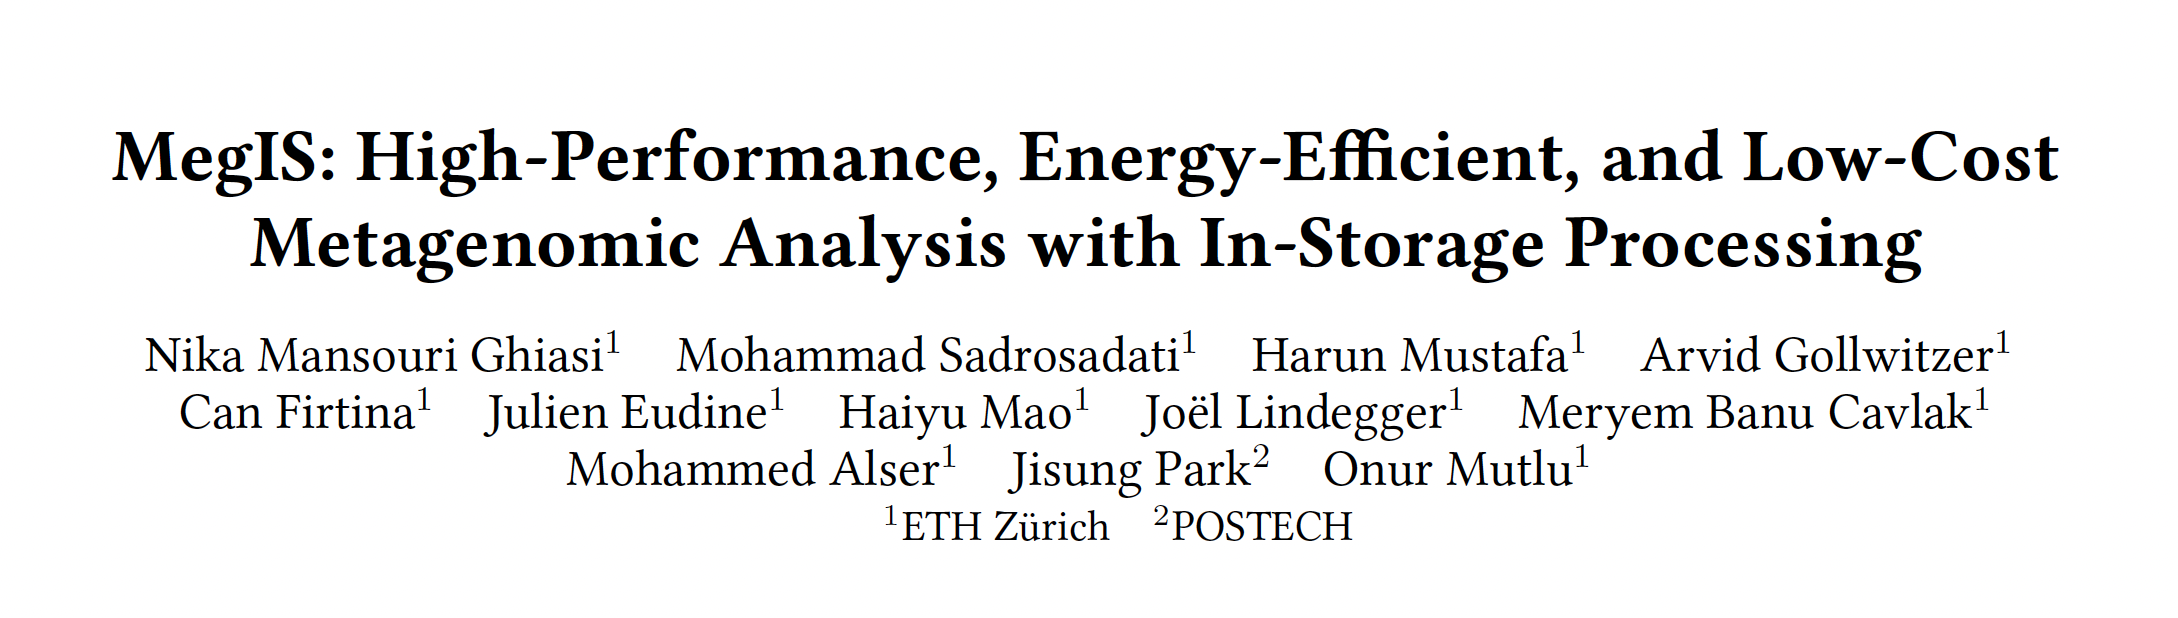 MegIS: High-Performance, Energy-Efficient, and Low-Cost
Metagenomic Analysis with In-Storage Processing
Nika Mansouri Ghiasi¹ Mohammad Sadrosadati¹ Harun Mustafa¹ Arvid Gollwitzer¹
Can Firtina¹ Julien Eudine¹ Haiyu Mao¹ Joël Lindegger¹ Meryem Banu Cavlak¹
Mohammed Alser¹ Jisung Park² Onur Mutlu¹
¹ETH Zürich ²POSTECH